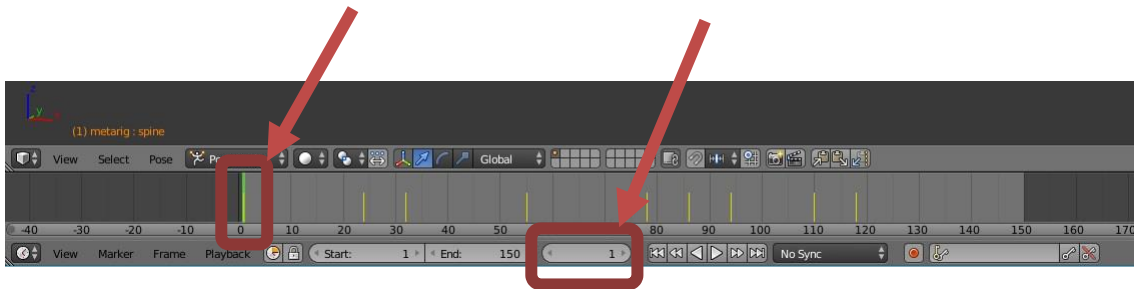 z
y
(1) metarig : spine
View Select Pose Po Global
-40 -30 -20 -10 0 10 20 30 40 50 80 90 100 110 120 130 140 150 160 170
View Marker Frame Playback Start: 1 End: 150 1 No Sync